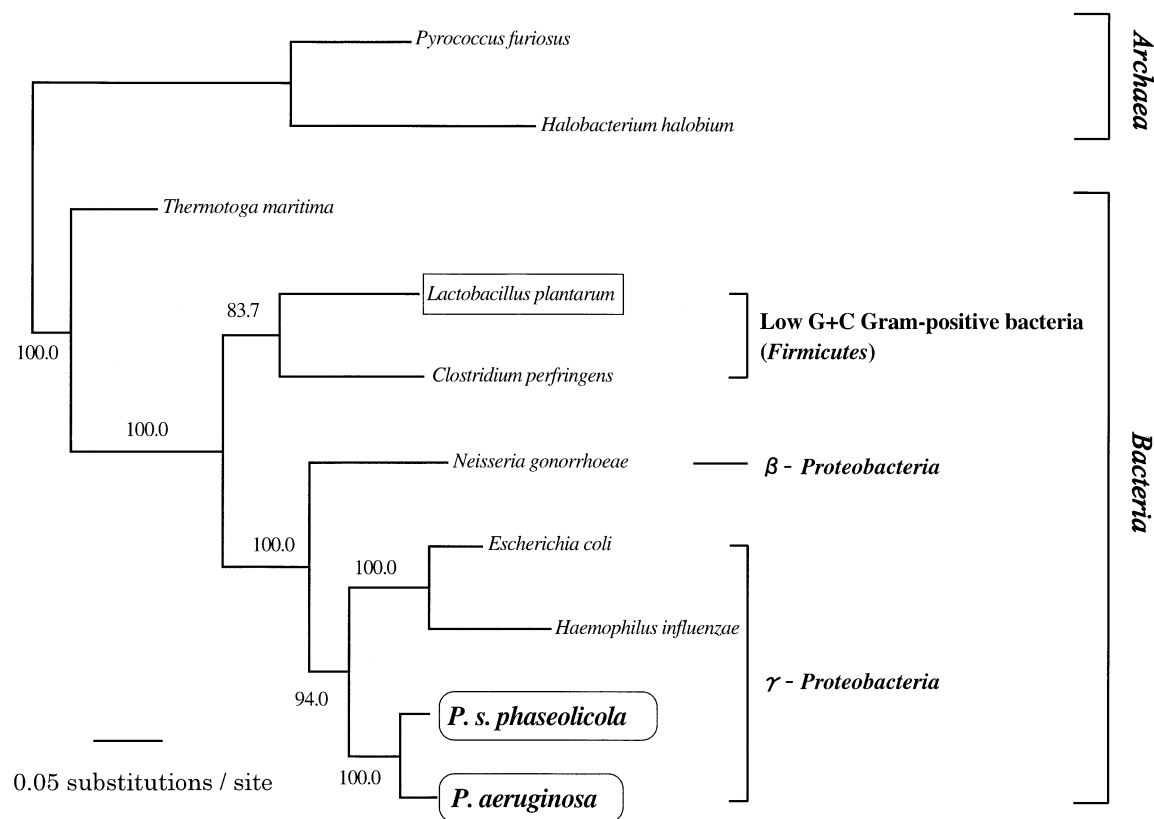 Pyrococcus furiosus
Archaea
Halobacterium halobium
Thermotoga maritima
Lactobacillus plantarum
83.7
Low G+C Gram-positive bacteria
(Firmicutes)
100.0
Clostridium perfringens
100.0
Bacteria
Neisseria gonorrhoeae
β - Proteobacteria
100.0
Escherichia coli
100.0
Haemophilus influenzae
γ - Proteobacteria
94.0
P. s. phaseolicola
0.05 substitutions / site
100.0
P. aeruginosa